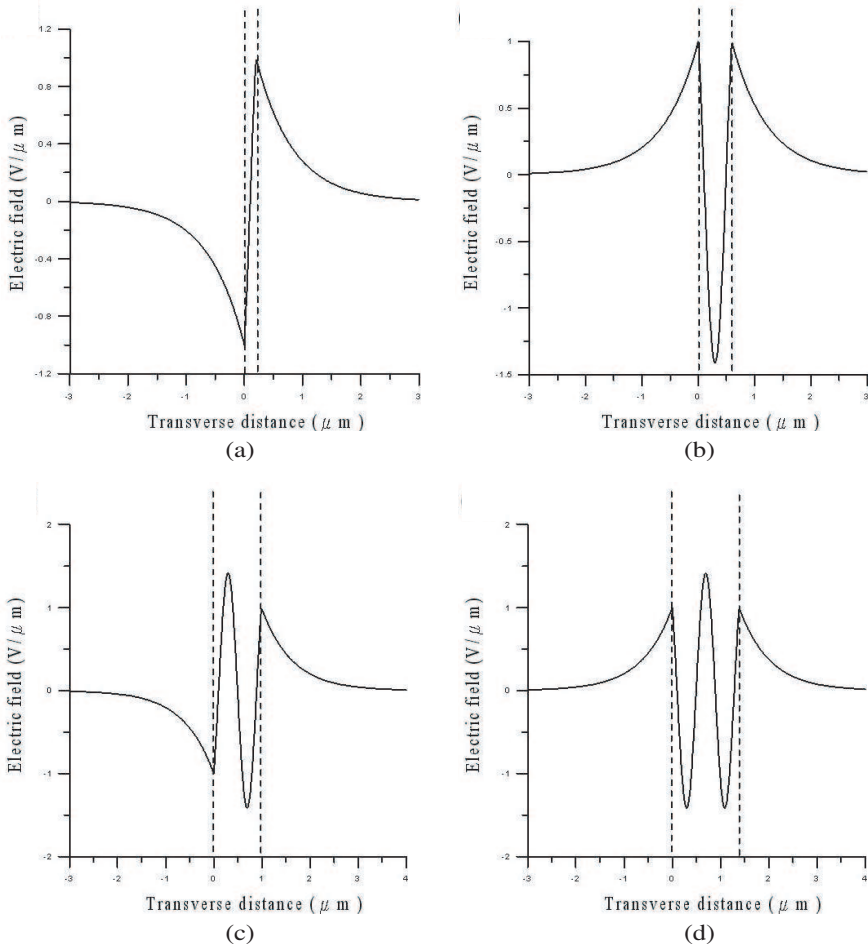 1.2
0.8
0.4
0
-0.4
-0.8
-1.2
Electric field (V/μ m)
-3 -2 -1 0 1 2 3
Transverse distance ( μ m )
(a)
1
0.5
0
-0.5
-1
-1.5
Electric field (V/μ m)
-3 -2 -1 0 1 2 3
Transverse distance ( μ m )
(b)
2
1
0
-1
-2
Electric field (V/μ m)
-3 -2 -1 0 1 2 3 4
Transverse distance ( μ m )
(c)
2
1
0
-1
-2
Electric field (V/μ m)
-3 -2 -1 0 1 2 3 4
Transverse distance ( μ m )
(d)